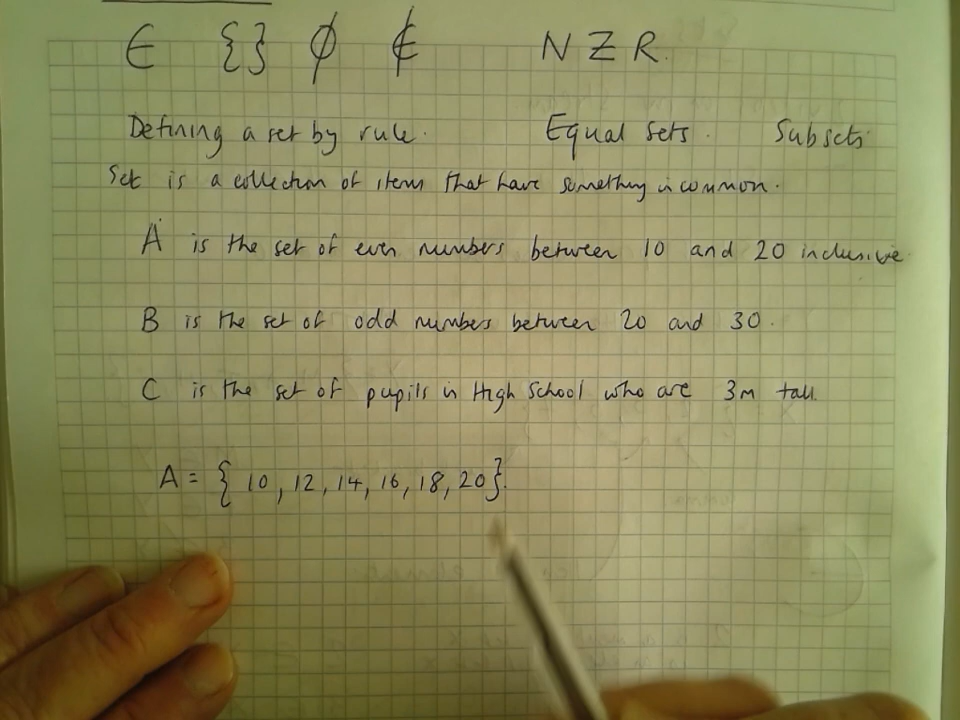 ∈ { } ∅ ∉ N Z R.
Defining a set by rule. Equal Sets. Subsets
Set is a collection of items that have something in common.
A is the set of even numbers between 10 and 20 inclusive
B is the set of odd numbers between 20 and 30.
C is the set of pupils in High School who are 3m tall.
A = { 10, 12, 14, 16, 18, 20}.